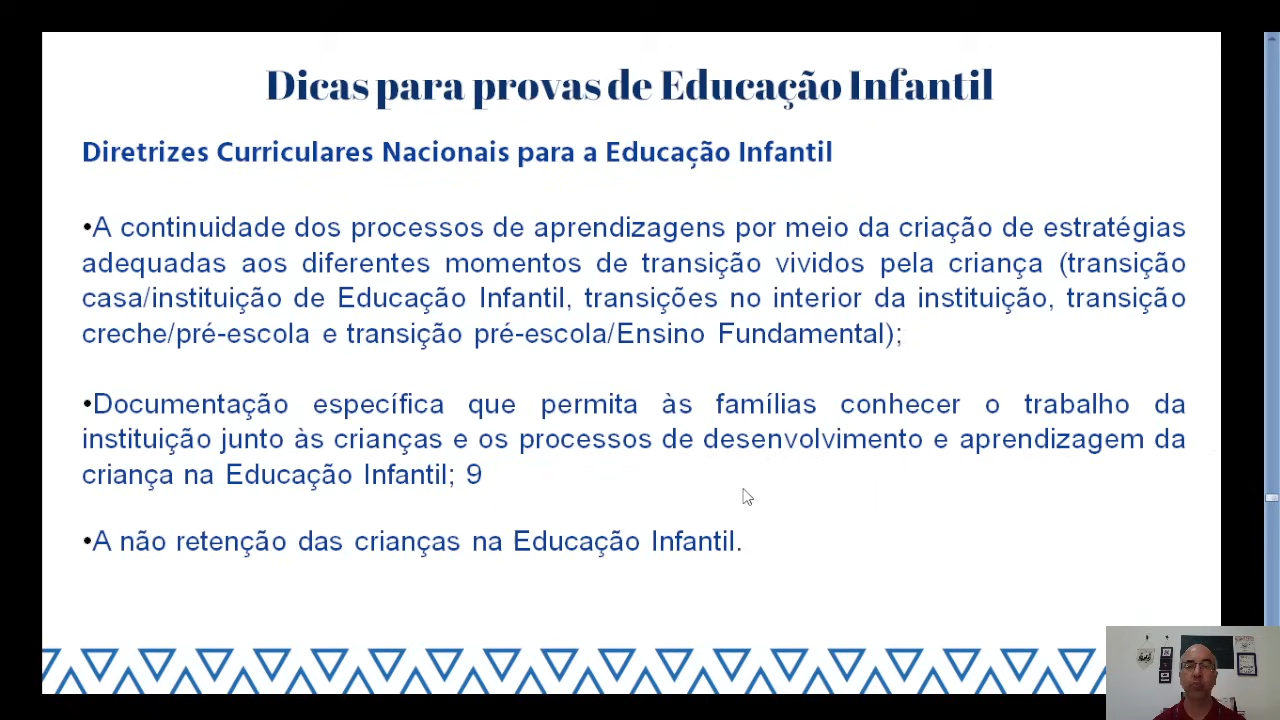 Dicas para provas de Educação Infantil
Diretrizes Curriculares Nacionais para a Educação Infantil
•A continuidade dos processos de aprendizagens por meio da criação de estratégias
adequadas aos diferentes momentos de transição vividos pela criança (transição
casa/instituição de Educação Infantil, transições no interior da instituição, transição
creche/pré-escola e transição pré-escola/Ensino Fundamental);
•Documentação específica que permita às famílias conhecer o trabalho da
instituição junto às crianças e os processos de desenvolvimento e aprendizagem da
criança na Educação Infantil; 9
•A não retenção das crianças na Educação Infantil.